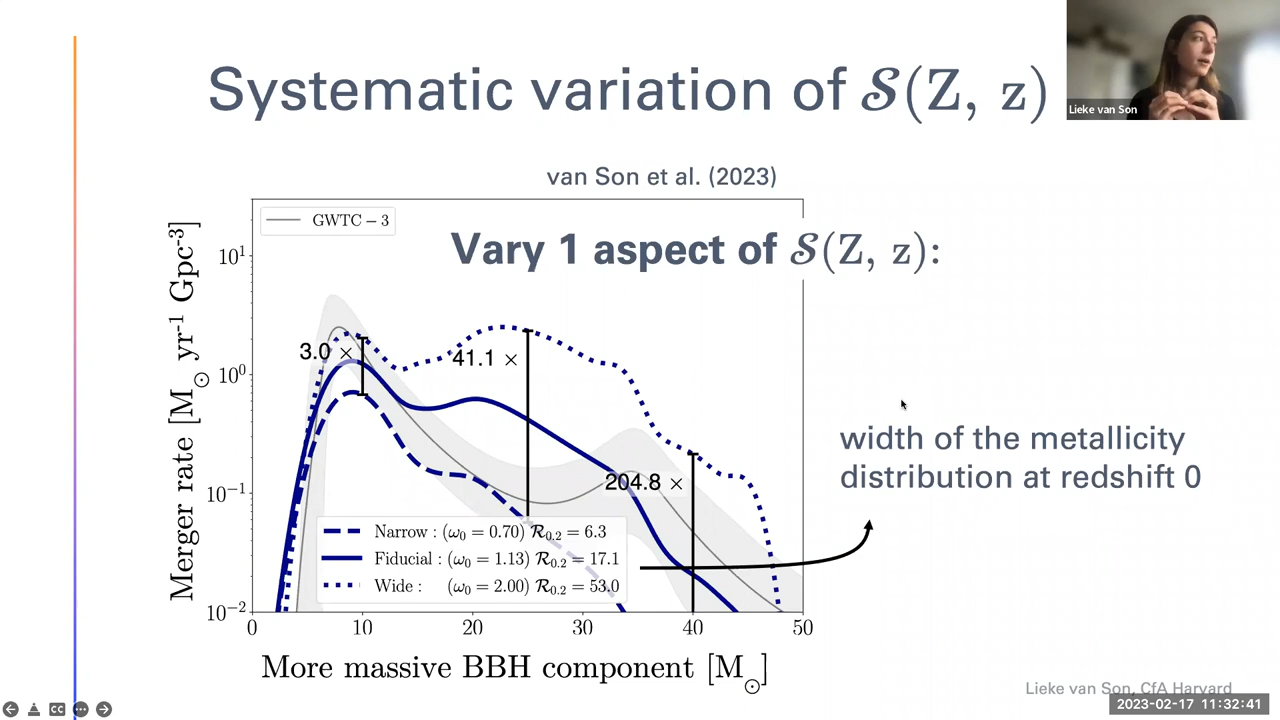 Systematic variation of 𝓢(Z, z)
Lieke van Son
van Son et al. (2023)
GWTC − 3
Vary 1 aspect of 𝓢(Z, z):
Merger rate [M⊙ yr⁻¹ Gpc⁻³]
10¹
10⁰
10⁻¹
10⁻²
3.0 ×
41.1 ×
204.8 ×
width of the metallicity
distribution at redshift 0
Narrow : (ω₀ = 0.70) 𝓡₀.₂ = 6.3
Fiducial : (ω₀ = 1.13) 𝓡₀.₂ = 17.1
Wide : (ω₀ = 2.00) 𝓡₀.₂ = 53.0
0 10 20 30 40 50
More massive BBH component [M⊙]
Lieke van Son, CfA Harvard
CC
2023-02-17 11:32:41